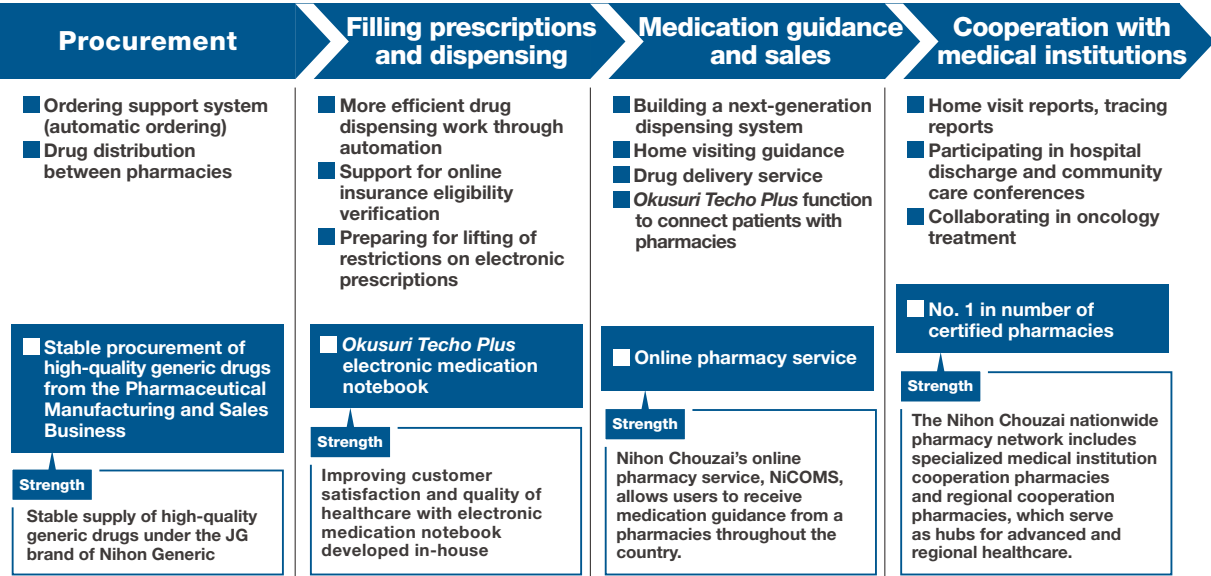 Procurement
Ordering support system
(automatic ordering)
Drug distribution
between pharmacies
Stable procurement of
high-quality generic drugs
from the Pharmaceutical
Manufacturing and Sales
Business
Strength
Stable supply of high-quality
generic drugs under the JG
brand of Nihon Generic
Filling prescriptions
and dispensing
More efficient drug
dispensing work through
automation
Support for online
insurance eligibility
verification
Preparing for lifting of
restrictions on electronic
prescriptions
Okusuri Techo Plus
electronic medication
notebook
Strength
Improving customer
satisfaction and quality of
healthcare with electronic
medication notebook
developed in-house
Medication guidance
and sales
Building a next-generation
dispensing system
Home visiting guidance
Drug delivery service
Okusuri Techo Plus function
to connect patients with
pharmacies
Online pharmacy service
Strength
Nihon Chouzai's online
pharmacy service, NiCOMS,
allows users to receive
medication guidance from a
pharmacies throughout the
country.
Cooperation with
medical institutions
Home visit reports, tracing
reports
Participating in hospital
discharge and community
care conferences
Collaborating in oncology
treatment
No. 1 in number of
certified pharmacies
Strength
The Nihon Chouzai nationwide
pharmacy network includes
specialized medical institution
cooperation pharmacies
and regional cooperation
pharmacies, which serve
as hubs for advanced and
regional healthcare.